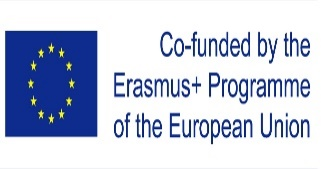 Co-funded by the
Erasmus+ Programme
of the European Union